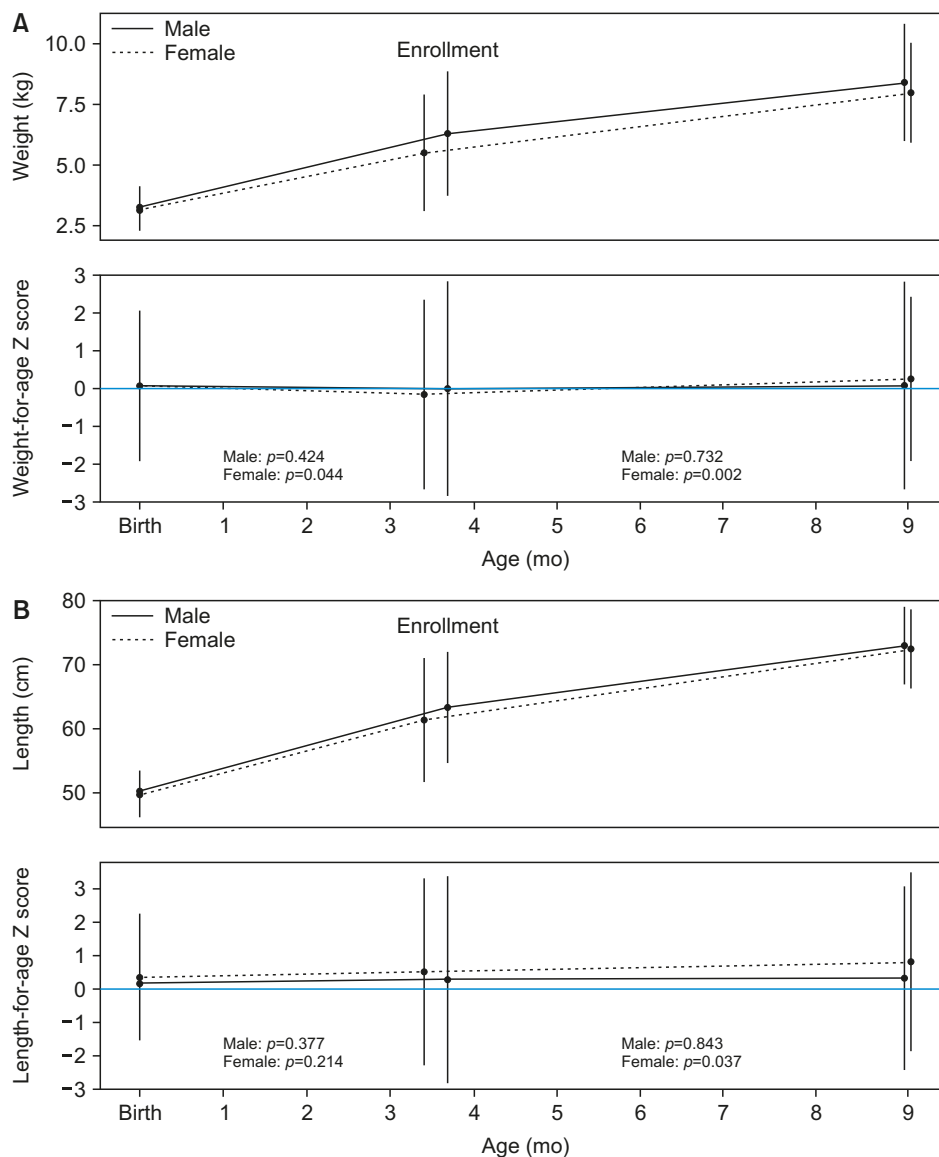 A
Male
Female
Enrollment
Weight (kg)
10.0
7.5
5.0
2.5
Weight-for-age Z score
3
2
1
0
−1
−2
−3
Male: p=0.424
Female: p=0.044
Male: p=0.732
Female: p=0.002
Birth 1 2 3 4 5 6 7 8 9
Age (mo)
B
Male
Female
Enrollment
Length (cm)
80
70
60
50
Length-for-age Z score
3
2
1
0
−1
−2
−3
Male: p=0.377
Female: p=0.214
Male: p=0.843
Female: p=0.037
Birth 1 2 3 4 5 6 7 8 9
Age (mo)